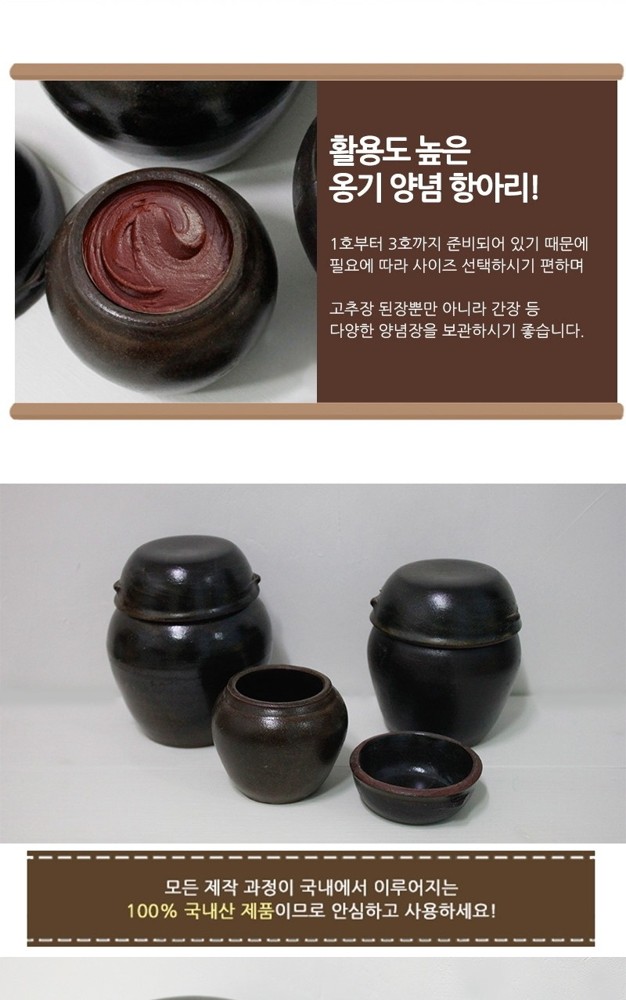 활용도 높은
옹기 양념 항아리!
1호부터 3호까지 준비되어 있기 때문에
필요에 따라 사이즈 선택하시기 편하며
고추장 된장뿐만 아니라 간장 등
다양한 양념장을 보관하시기 좋습니다.
모든 제작 과정이 국내에서 이루어지는
100% 국내산 제품이므로 안심하고 사용하세요!